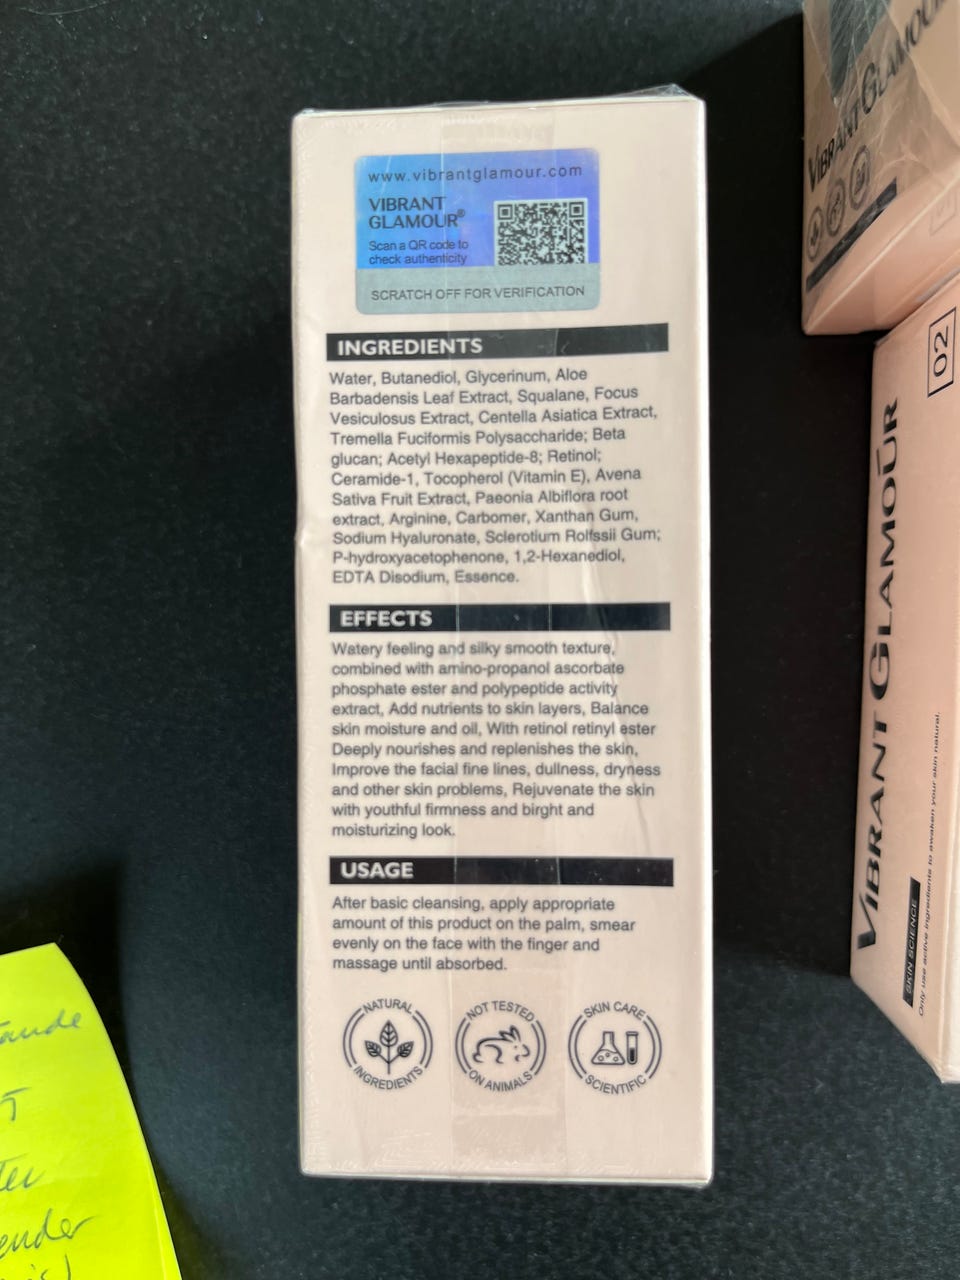 www.vibrantglamour.com
VIBRANT
GLAMOUR®
Scan a QR code to
check authenticity
SCRATCH OFF FOR VERIFICATION
INGREDIENTS
Water, Butanediol, Glycerinum, Aloe
Barbadensis Leaf Extract, Squalane, Focus
Vesiculosus Extract, Centella Asiatica Extract,
Tremella Fuciformis Polysaccharide; Beta
glucan; Acetyl Hexapeptide-8; Retinol;
Ceramide-1, Tocopherol (Vitamin E), Avena
Sativa Fruit Extract, Paeonia Albiflora root
extract, Arginine, Carbomer, Xanthan Gum,
Sodium Hyaluronate, Sclerotium Rolfssii Gum;
P-hydroxyacetophenone, 1,2-Hexanediol,
EDTA Disodium, Essence.
EFFECTS
Watery feeling and silky smooth texture,
combined with amino-propanol ascorbate
phosphate ester and polypeptide activity
extract, Add nutrients to skin layers, Balance
skin moisture and oil, With retinol retinyl ester
Deeply nourishes and replenishes the skin,
Improve the facial fine lines, dullness, dryness
and other skin problems, Rejuvenate the skin
with youthful firmness and birght and
moisturizing look.
USAGE
After basic cleansing, apply appropriate
amount of this product on the palm, smear
evenly on the face with the finger and
massage until absorbed.
NATURAL
INGREDIENTS
NOT TESTED
ON ANIMALS
SKIN CARE
SCIENTIFIC
VIBRANT GLAMOUR
02
VIBRANT GLAMOUR
SKIN SCIENCE
Only use active ingredients to awaken your skin natural.